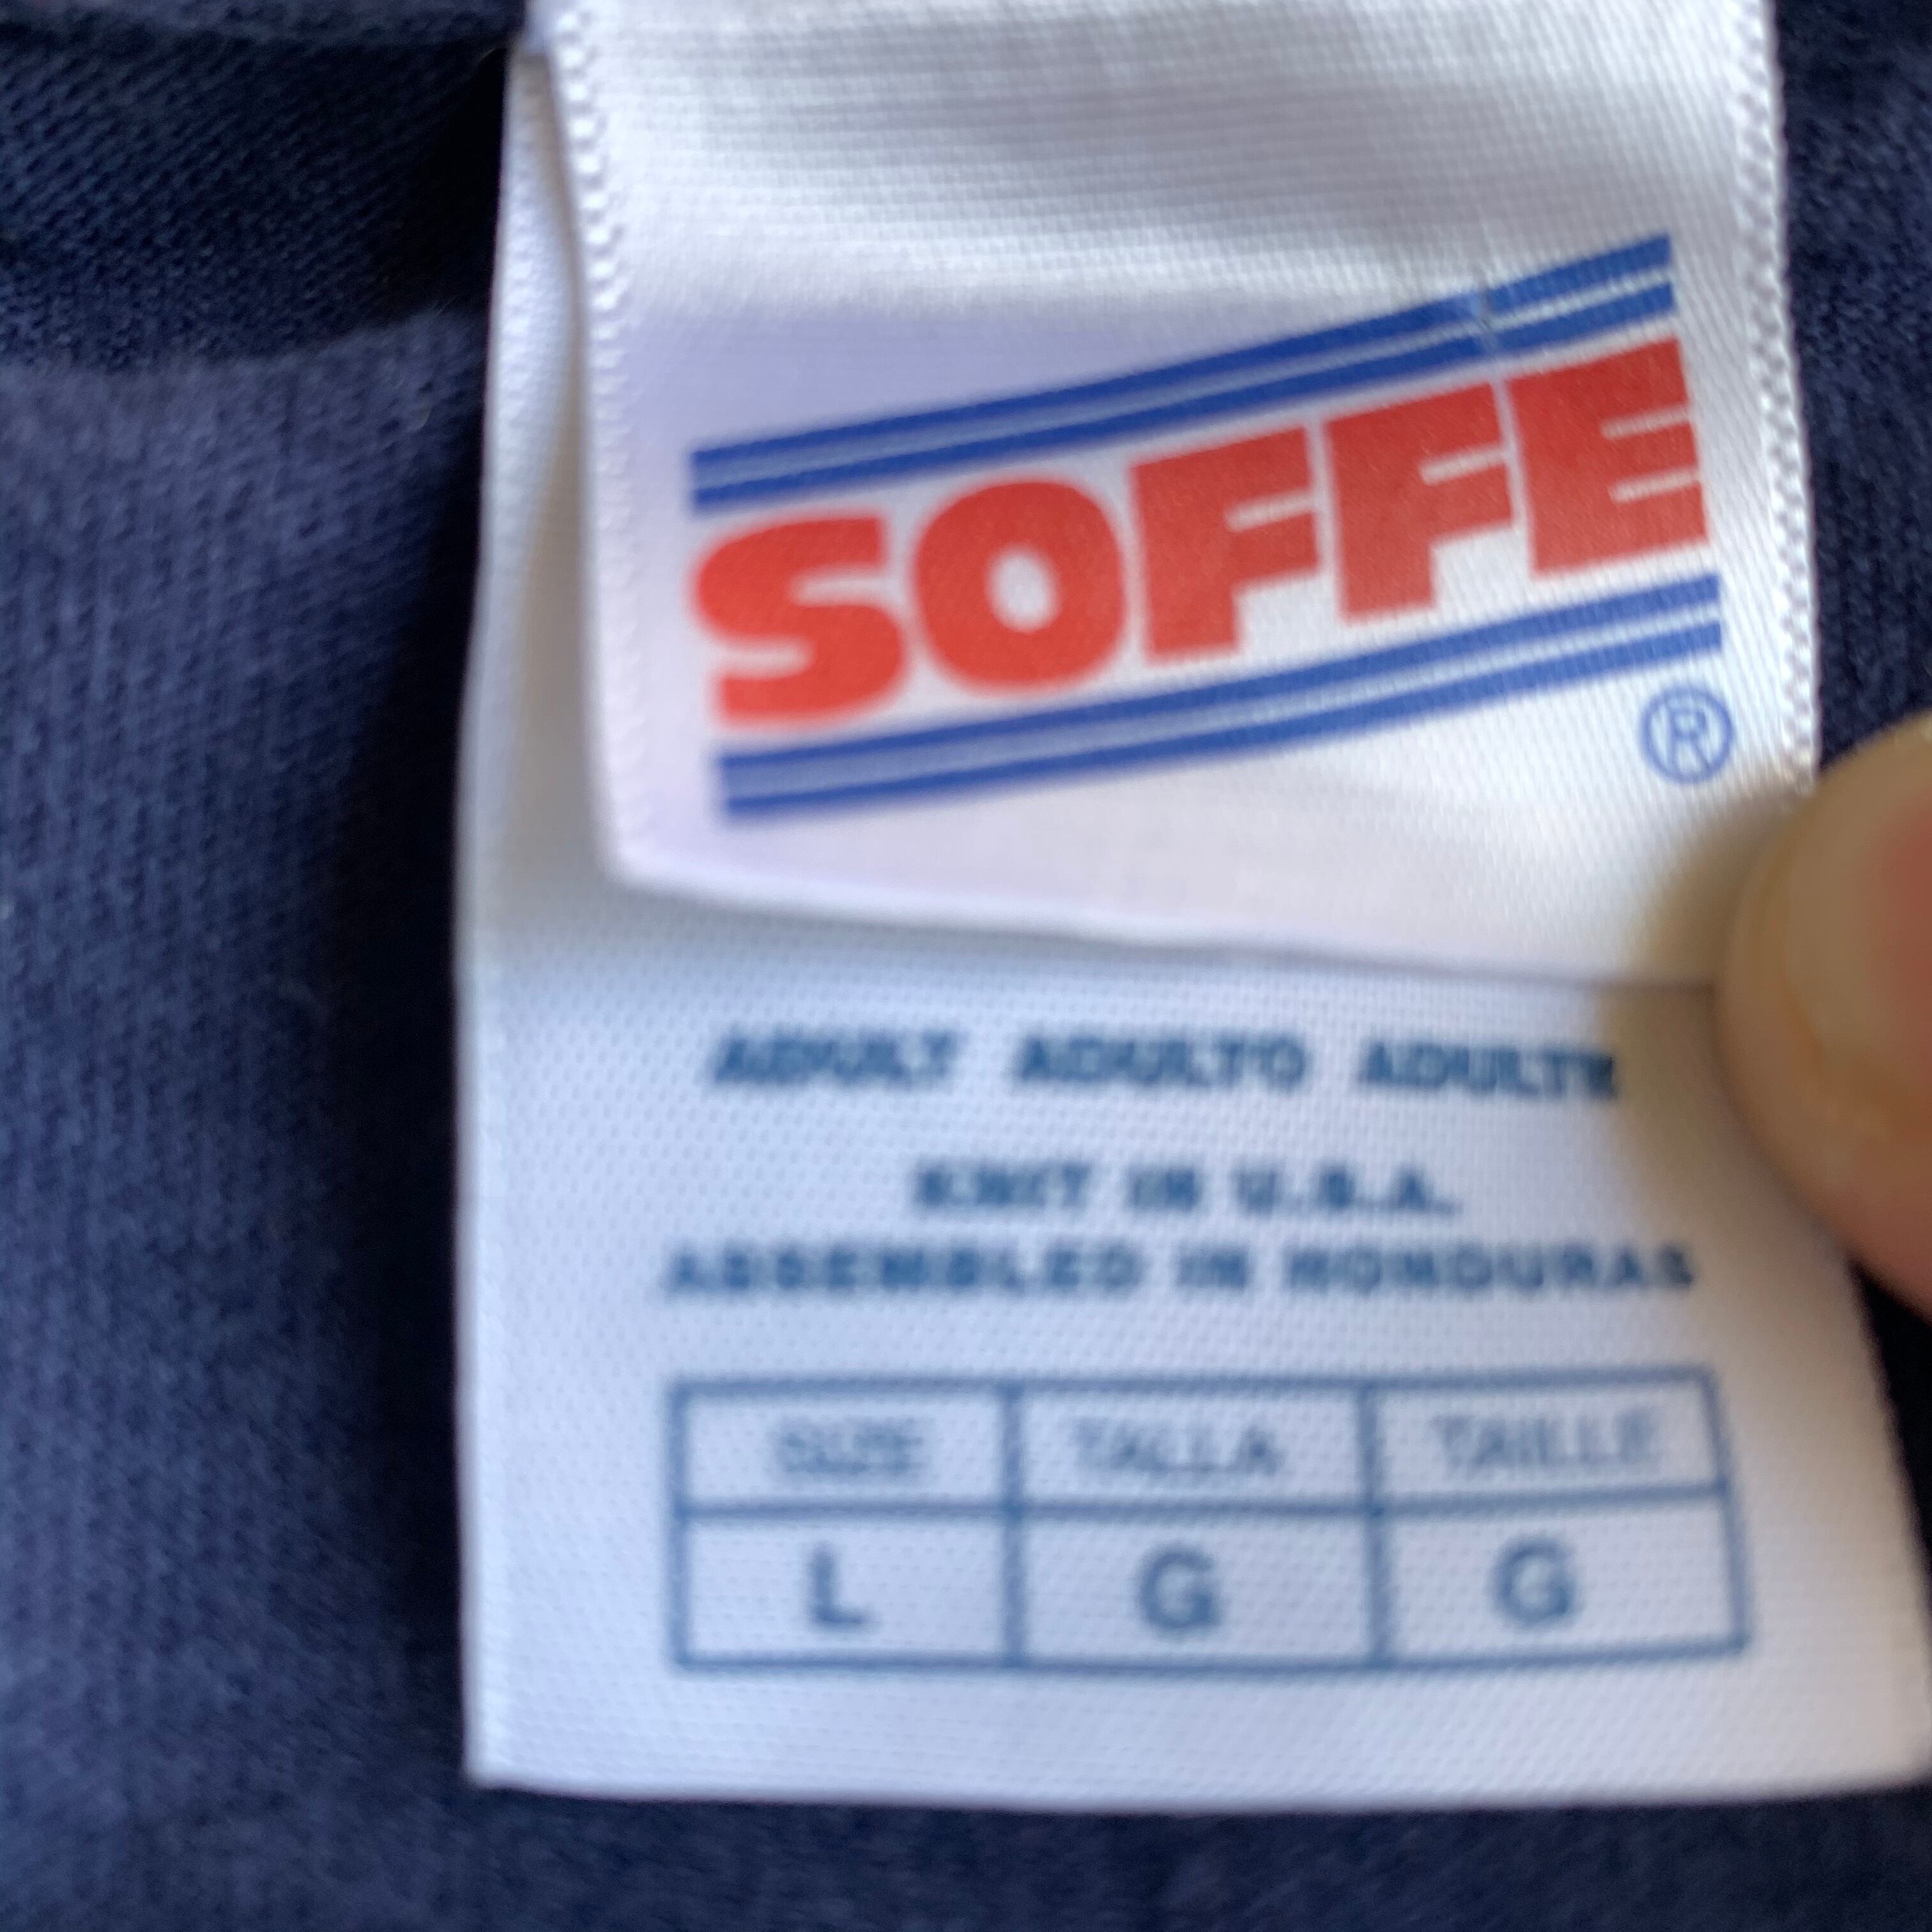 SOFFE
®
ADULT ADULTO ADULTE
KNIT IN U.S.A.
ASSEMBLED IN HONDURAS
SIZE TALLA TAILLE
L G G